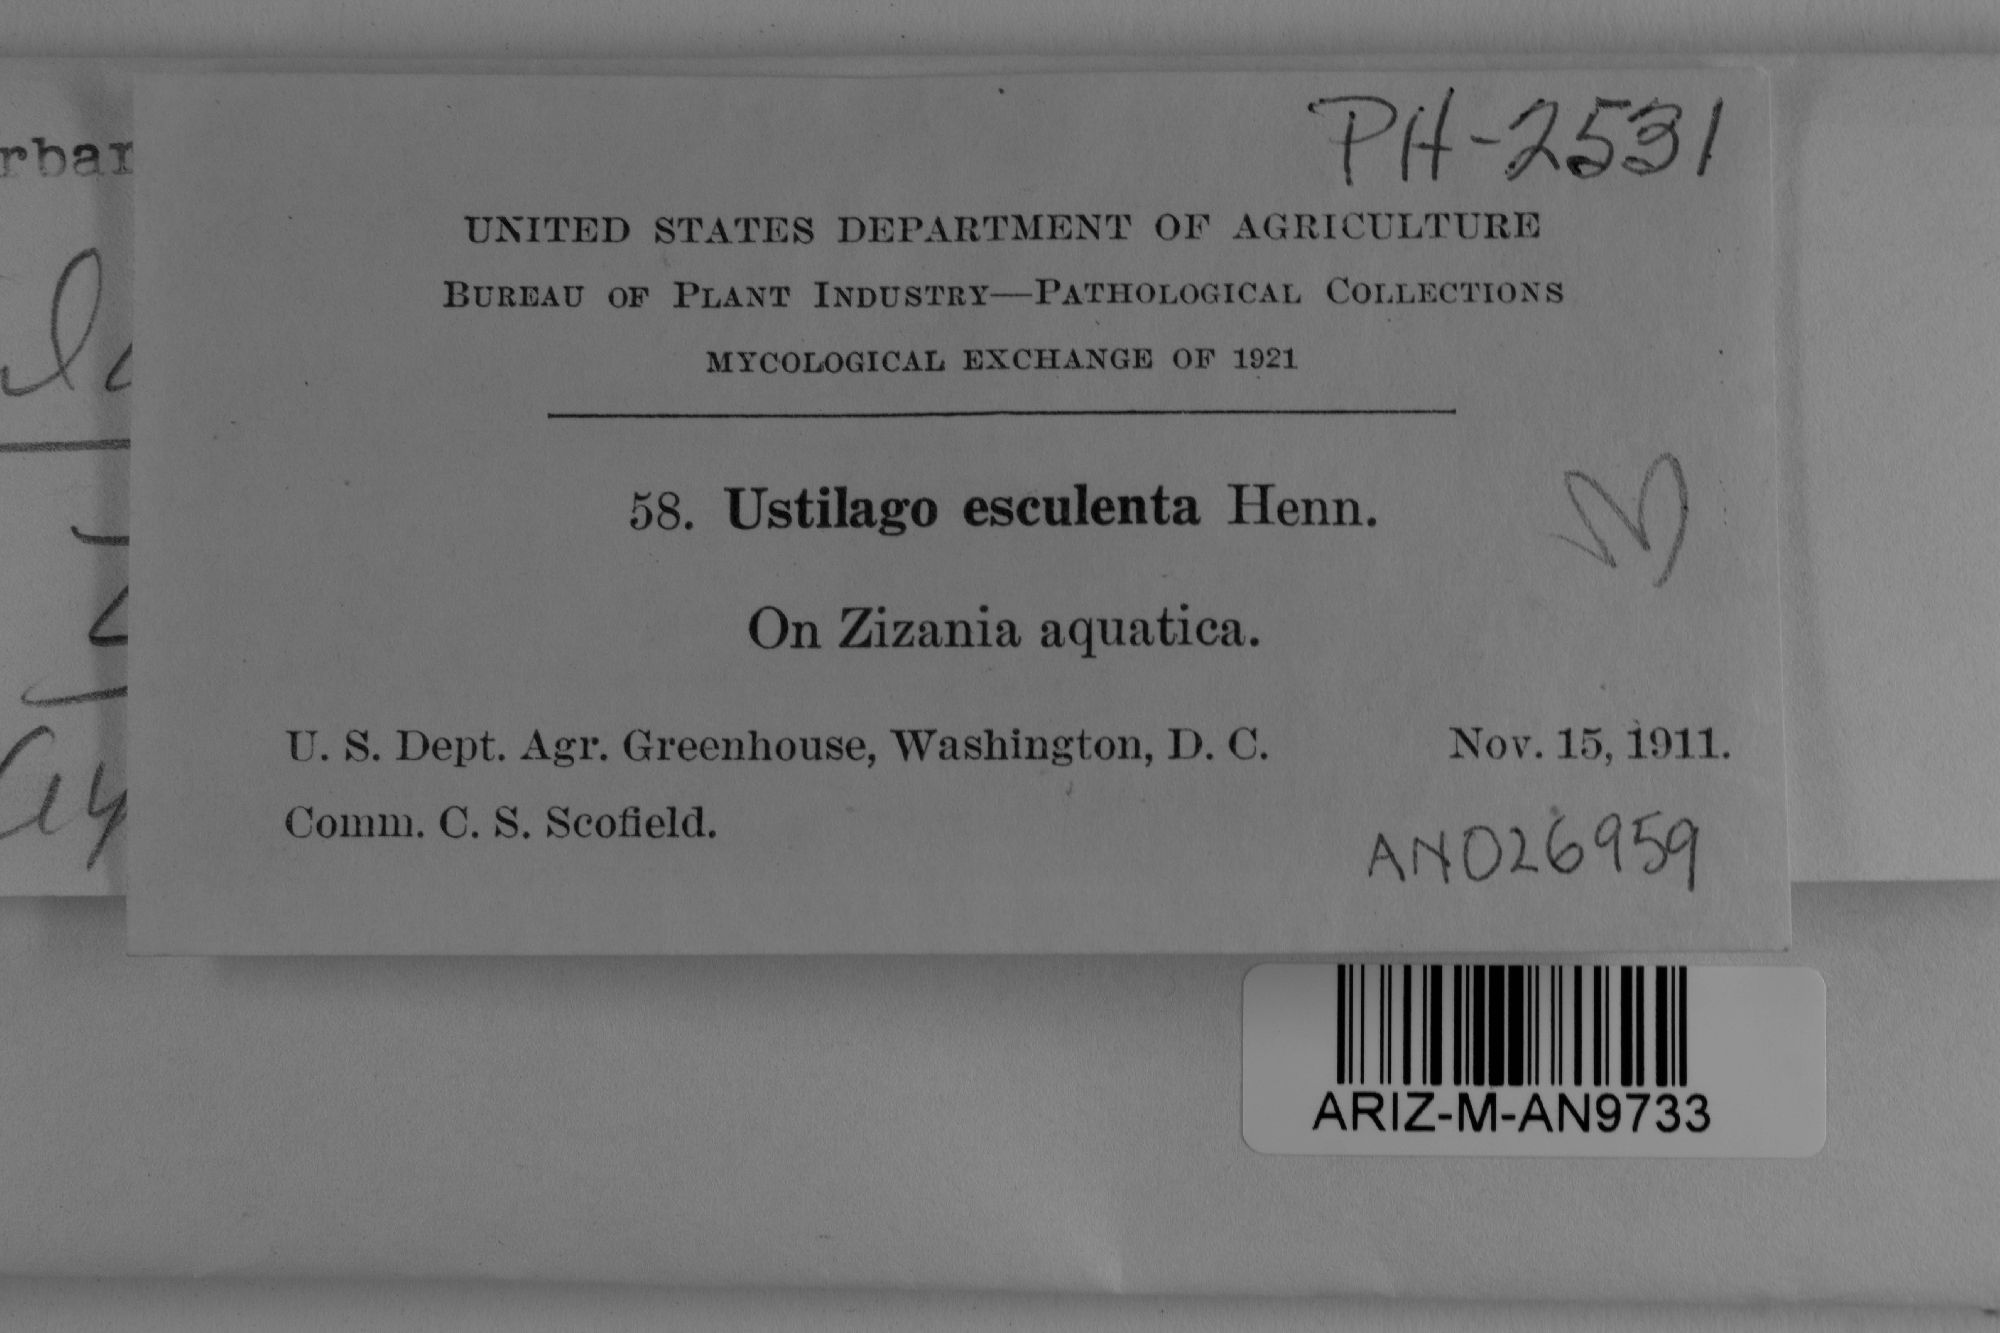 PH-2531
UNITED STATES DEPARTMENT OF AGRICULTURE
BUREAU OF PLANT INDUSTRY—PATHOLOGICAL COLLECTIONS
MYCOLOGICAL EXCHANGE OF 1921
58. Ustilago esculenta Henn.
On Zizania aquatica.
U. S. Dept. Agr. Greenhouse, Washington, D. C. Nov. 15, 1911.
Comm. C. S. Scofield.
AN026959
ARIZ-M-AN9733